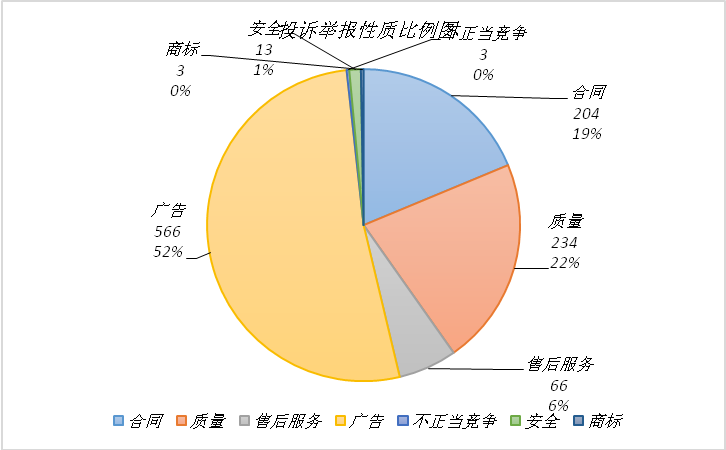 投诉举报性质比例图
安全
13
1%
不正当竞争
3
0%
商标
3
0%
合同
204
19%
广告
566
52%
质量
234
22%
售后服务
66
6%
合同 质量 售后服务 广告 不正当竞争 安全 商标